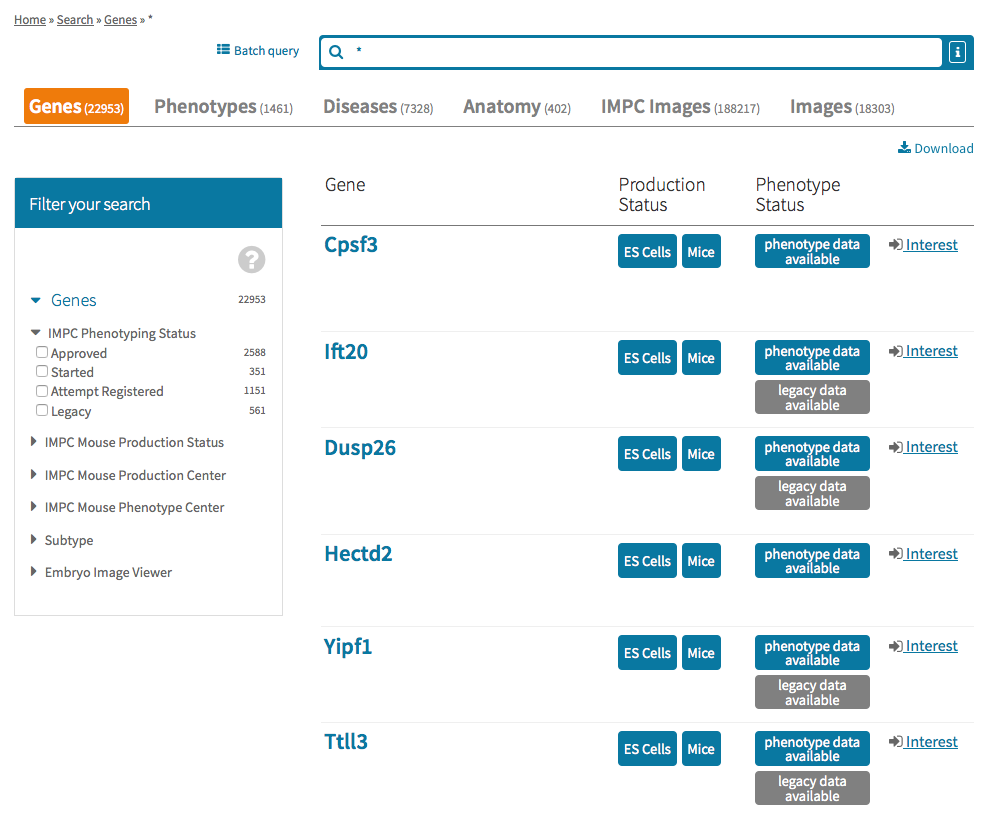 Home » Search » Genes » *
Batch query
*
i
Genes (22953) Phenotypes (1461) Diseases (7328) Anatomy (402) IMPC Images (188217) Images (18303)
Download
Filter your search
?
Genes 22953
IMPC Phenotyping Status
Approved 2588
Started 351
Attempt Registered 1151
Legacy 561
IMPC Mouse Production Status
IMPC Mouse Production Center
IMPC Mouse Phenotype Center
Subtype
Embryo Image Viewer
Gene Production Phenotype
Status Status
Cpsf3 ES Cells Mice phenotype data Interest
available
Ift20 ES Cells Mice phenotype data Interest
available
legacy data
available
Dusp26 ES Cells Mice phenotype data Interest
available
legacy data
available
Hectd2 ES Cells Mice phenotype data Interest
available
Yipf1 ES Cells Mice phenotype data Interest
available
legacy data
available
Ttll3 ES Cells Mice phenotype data Interest
available
legacy data
available